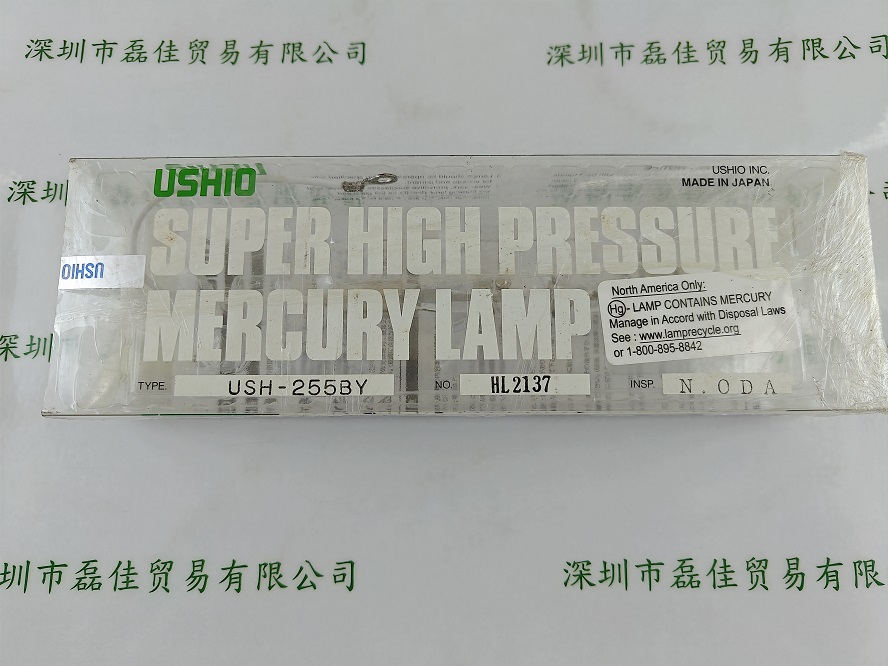 深圳市磊佳贸易有限公司
深圳市磊佳贸易有限公司
深圳
USHIO
USHIO INC.
MADE IN JAPAN
SUPER HIGH PRESSURE
MERCURY LAMP
USHIO
North America Only:
Hg - LAMP CONTAINS MERCURY
Manage in Accord with Disposal Laws
See : www.lamprecycle.org
or 1-800-895-8842
深圳
TYPE USH-255BY NO. HL2137 INSP. N.ODA
圳市磊佳贸易有限公司
深圳市磊佳贸易有限公